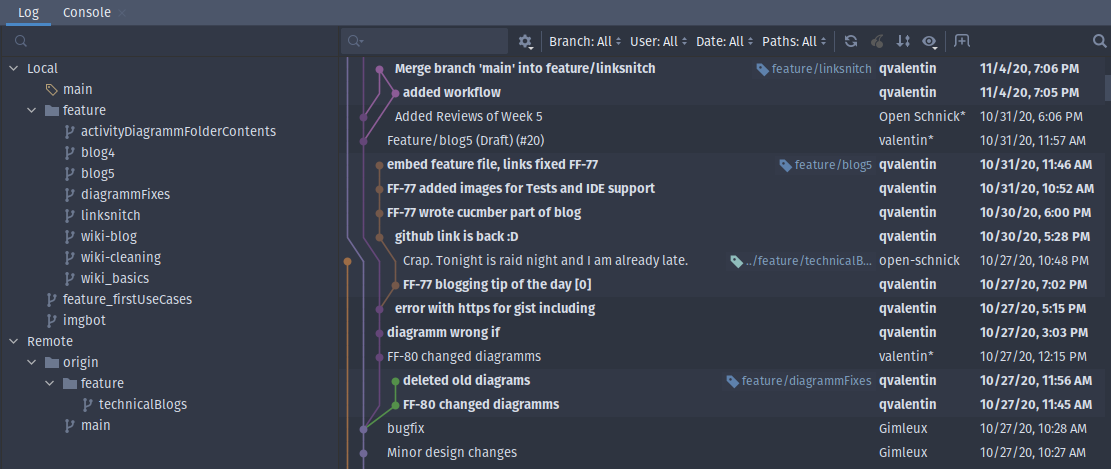 Log Console
Branch: All User: All Date: All Paths: All
Local
main
feature
activityDiagrammFolderContents
blog4
blog5
diagrammFixes
linksnitch
wiki-blog
wiki-cleaning
wiki_basics
feature_firstUseCases
imgbot
Remote
origin
feature
technicalBlogs
main
Merge branch 'main' into feature/linksnitch feature/linksnitch qvalentin 11/4/20, 7:06 PM
added workflow qvalentin 11/4/20, 7:05 PM
Added Reviews of Week 5 Open Schnick* 10/31/20, 6:06 PM
Feature/blog5 (Draft) (#20) valentin* 10/31/20, 11:57 AM
embed feature file, links fixed FF-77 feature/blog5 qvalentin 10/31/20, 11:46 AM
FF-77 added images for Tests and IDE support qvalentin 10/31/20, 10:52 AM
FF-77 wrote cucmber part of blog qvalentin 10/30/20, 6:00 PM
github link is back :D qvalentin 10/30/20, 5:28 PM
Crap. Tonight is raid night and I am already late. ../feature/technicalB... open-schnick 10/27/20, 10:48 PM
FF-77 blogging tip of the day [0] qvalentin 10/27/20, 7:02 PM
error with https for gist including qvalentin 10/27/20, 5:15 PM
diagramm wrong if qvalentin 10/27/20, 3:03 PM
FF-80 changed diagramms valentin* 10/27/20, 12:15 PM
deleted old diagrams feature/diagrammFixes qvalentin 10/27/20, 11:56 AM
FF-80 changed diagramms qvalentin 10/27/20, 11:45 AM
bugfix Gimleux 10/27/20, 10:28 AM
Minor design changes Gimleux 10/27/20, 10:27 AM